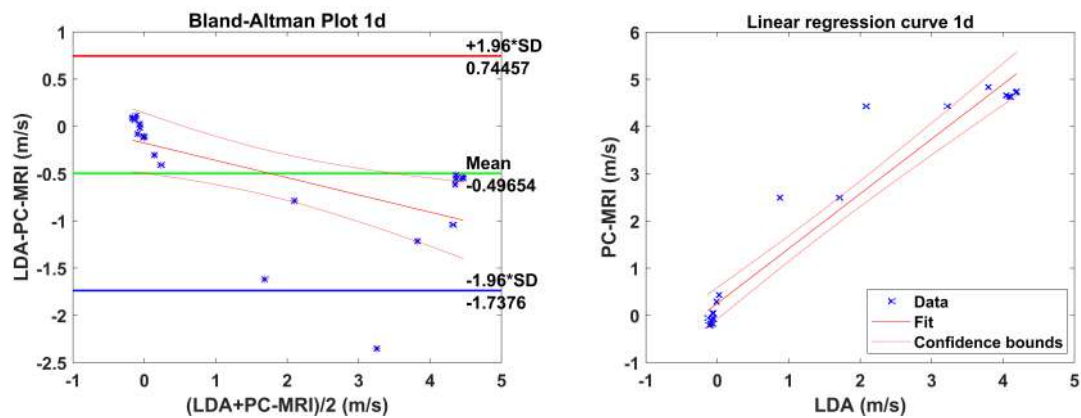 Bland-Altman Plot 1d
1
0.5
0
-0.5
-1
-1.5
-2
-2.5
LDA-PC-MRI (m/s)
+1.96*SD
0.74457
Mean
-0.49654
-1.96*SD
-1.7376
-1 0 1 2 3 4 5
(LDA+PC-MRI)/2 (m/s)
Linear regression curve 1d
6
5
4
3
2
1
0
-1
PC-MRI (m/s)
Data
Fit
Confidence bounds
-1 0 1 2 3 4 5
LDA (m/s)